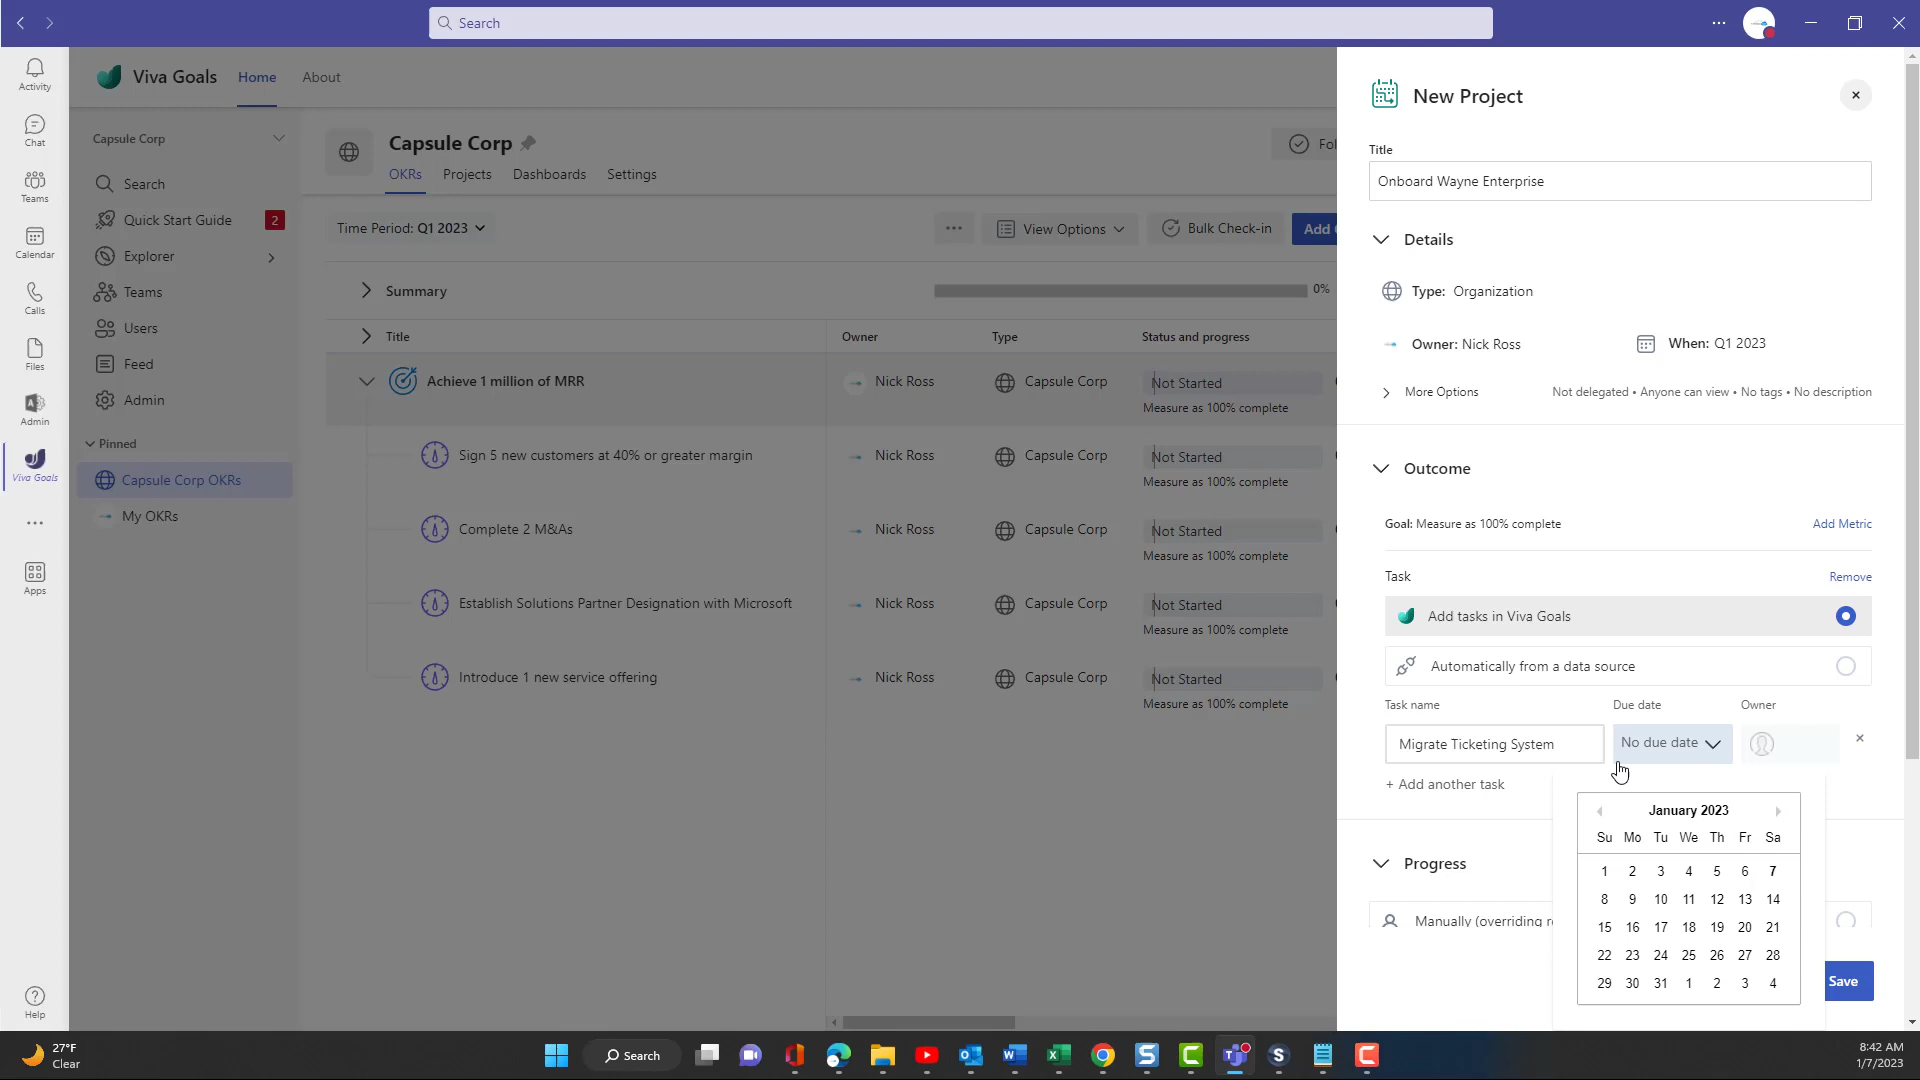 Search
Activity
Chat
Teams
Calendar
Calls
Files
Admin
Viva Goals
Apps
Help
Viva Goals
Home
About
Capsule Corp
Search
Quick Start Guide
2
Explorer
Teams
Users
Feed
Admin
Pinned
Capsule Corp OKRs
My OKRs
Capsule Corp
OKRs Projects Dashboards Settings
Time Period: Q1 2023
View Options
Bulk Check-in
Add
Summary
0%
Title Owner Type Status and progress
Achieve 1 million of MRR Nick Ross Capsule Corp Not Started
Measure as 100% complete
Sign 5 new customers at 40% or greater margin Nick Ross Capsule Corp Not Started
Measure as 100% complete
Complete 2 M&As Nick Ross Capsule Corp Not Started
Measure as 100% complete
Establish Solutions Partner Designation with Microsoft Nick Ross Capsule Corp Not Started
Measure as 100% complete
Introduce 1 new service offering Nick Ross Capsule Corp Not Started
Measure as 100% complete
New Project
Title
Onboard Wayne Enterprise
Details
Type: Organization
Owner: Nick Ross When: Q1 2023
More Options Not delegated • Anyone can view • No tags • No description
Outcome
Goal: Measure as 100% complete Add Metric
Task Remove
Add tasks in Viva Goals
Automatically from a data source
Task name Due date Owner
Migrate Ticketing System No due date
+ Add another task
January 2023
Su Mo Tu We Th Fr Sa
1 2 3 4 5 6 7
8 9 10 11 12 13 14
15 16 17 18 19 20 21
22 23 24 25 26 27 28
29 30 31 1 2 3 4
Progress
Manually (overriding
Save
27°F
Clear
Search
8:42 AM
1/7/2023